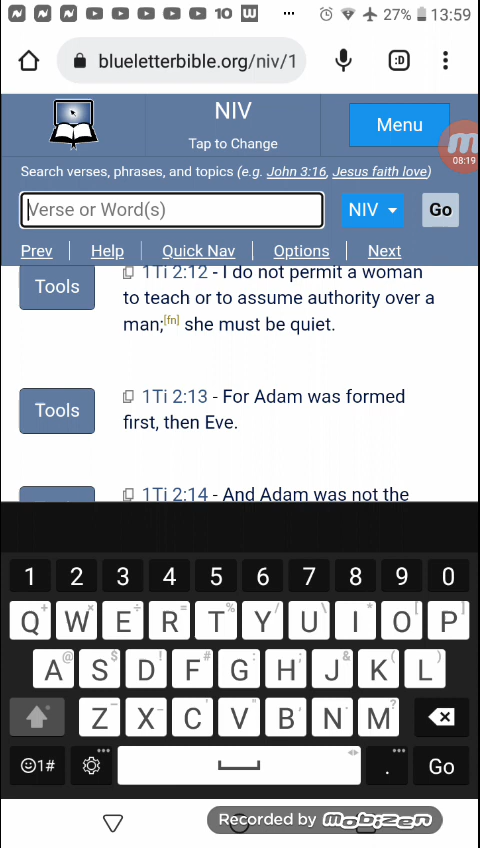 10 W ... 27% 13:59
blueletterbible.org/niv/1 :D
NIV
Tap to Change
Menu
08:19
Search verses, phrases, and topics (e.g. John 3:16, Jesus faith love)
Verse or Word(s) NIV Go
Prev Help Quick Nav Options Next
Tools 1Ti 2:12 - I do not permit a woman
to teach or to assume authority over a
man;[fn] she must be quiet.
Tools 1Ti 2:13 - For Adam was formed
first, then Eve.
1Ti 2:14 - And Adam was not the
1 2 3 4 5 6 7 8 9 0
Q W E R T Y U I O P
A S D F G H J K L
Z X C V B N M
☺1# . Go
Recorded by Mobizen